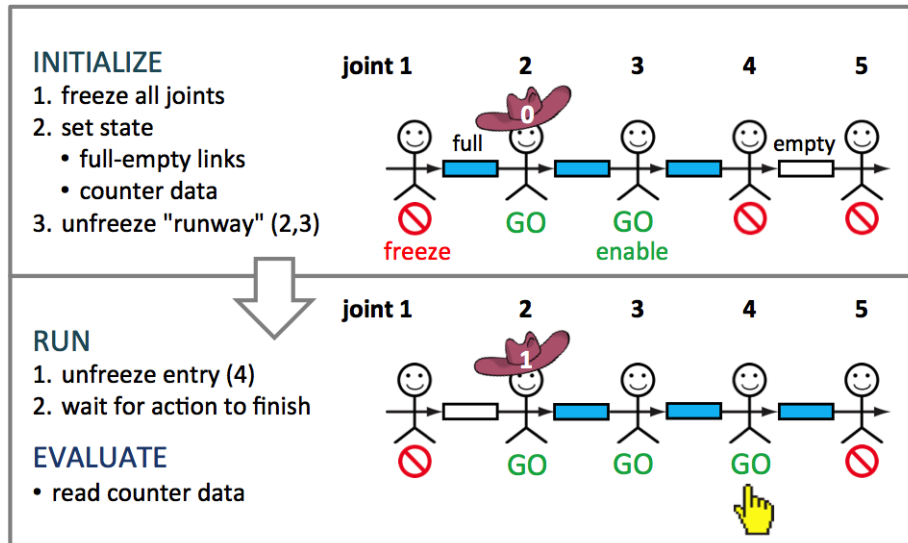 INITIALIZE
1. freeze all joints
2. set state
• full-empty links
• counter data
3. unfreeze "runway" (2,3)
joint 1 2 3 4 5
0
full empty
GO GO
freeze enable
RUN
1. unfreeze entry (4)
2. wait for action to finish
EVALUATE
• read counter data
joint 1 2 3 4 5
1
GO GO GO